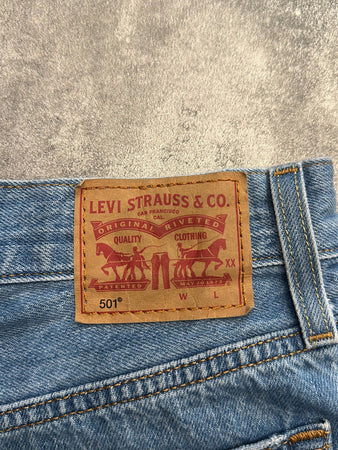 LEVI STRAUSS & CO.
SAN FRANCISCO
CAL.
ORIGINAL RIVETED
QUALITY CLOTHING
XX
PATENTED MAY 20 1873
W L
501®